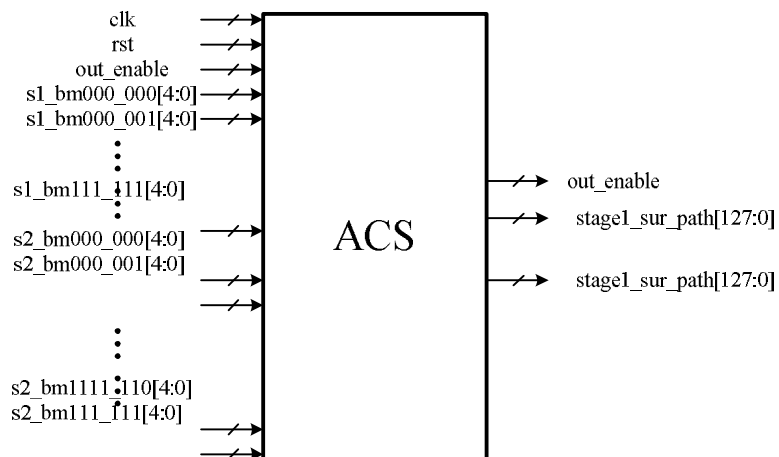 clk
rst
out_enable
s1_bm000_000[4:0]
s1_bm000_001[4:0]
s1_bm111_111[4:0]
s2_bm000_000[4:0]
s2_bm000_001[4:0]
s2_bm1111_110[4:0]
s2_bm111_111[4:0]
ACS
out_enable
stage1_sur_path[127:0]
stage1_sur_path[127:0]